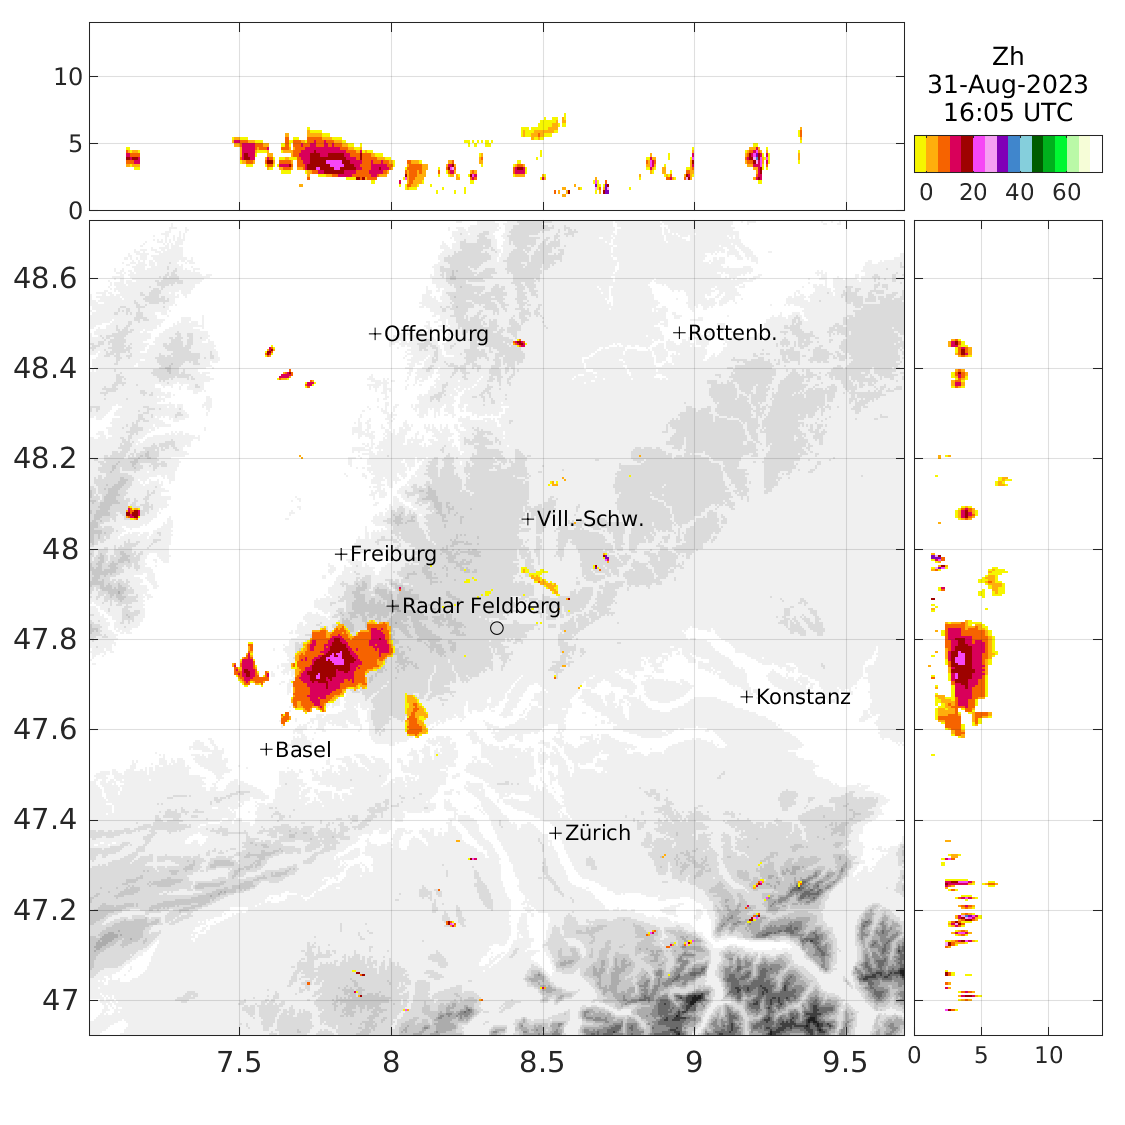 10
5
0
Zh
31-Aug-2023
16:05 UTC
0 20 40 60
48.6
48.4
48.2
48
47.8
47.6
47.4
47.2
47
+Offenburg
+Rottenb.
+Vill.-Schw.
+Freiburg
+Radar Feldberg
+Konstanz
+Basel
+Zürich
7.5 8 8.5 9 9.5
0 5 10